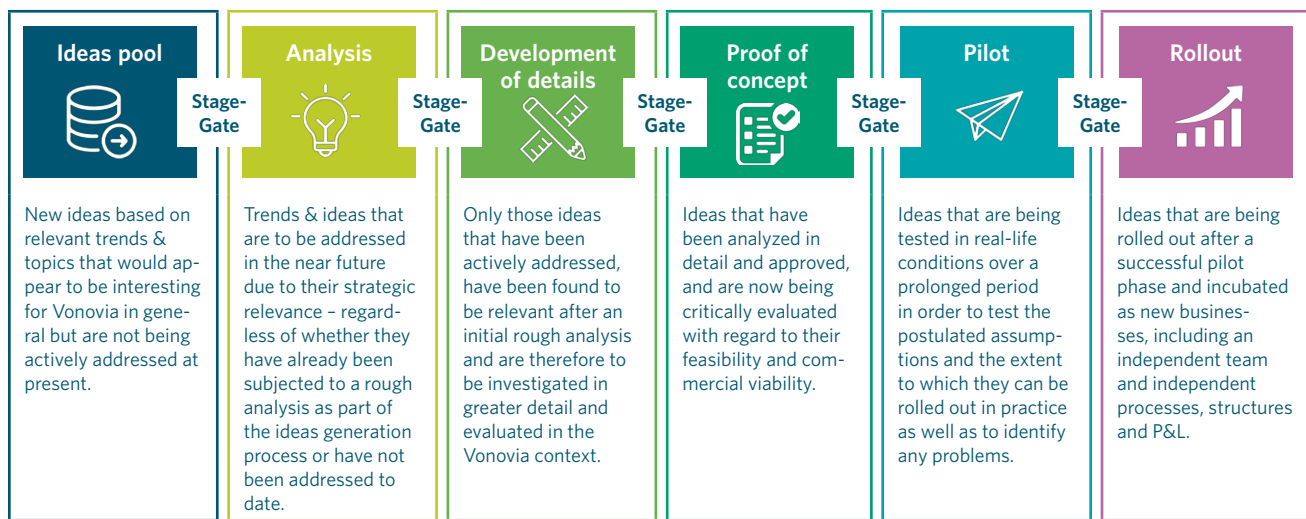 Ideas pool
Stage-
Gate
Analysis
Stage-
Gate
Development
of details
Stage-
Gate
Proof of
concept
Stage-
Gate
Pilot
Stage-
Gate
Rollout
New ideas based on
relevant trends &
topics that would ap-
pear to be interesting
for Vonovia in gene-
ral but are not being
actively addressed at
present.
Trends & ideas that
are to be addressed
in the near future
due to their strategic
relevance – regard-
less of whether they
have already been
subjected to a rough
analysis as part of
the ideas generation
process or have not
been addressed to
date.
Only those ideas
that have been
actively addressed,
have been found to
be relevant after an
initial rough analysis
and are therefore to
be investigated in
greater detail and
evaluated in the
Vonovia context.
Ideas that have
been analyzed in
detail and approved,
and are now being
critically evaluated
with regard to their
feasibility and com-
mercial viability.
Ideas that are being
tested in real-life
conditions over a
prolonged period
in order to test the
postulated assump-
tions and the extent
to which they can be
rolled out in practice
as well as to identify
any problems.
Ideas that are being
rolled out after a
successful pilot
phase and incubated
as new busines-
ses, including an
independent team
and independent
processes, structures
and P&L.